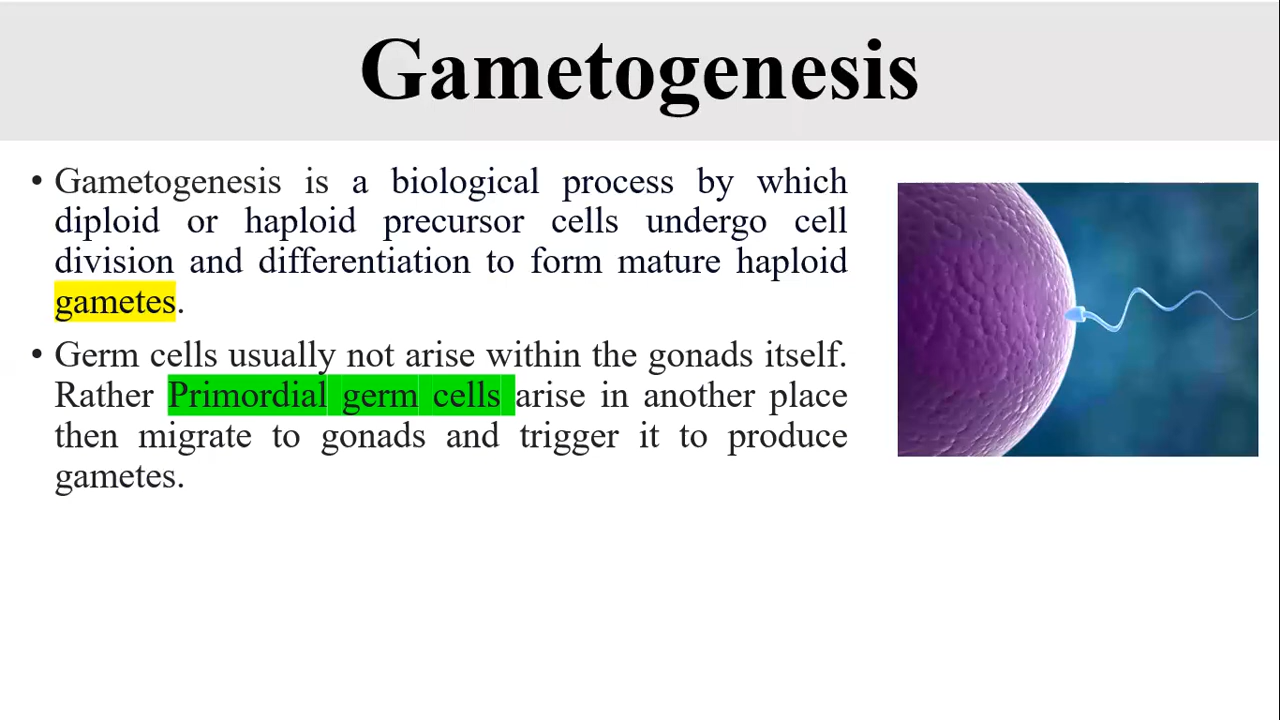 Gametogenesis
• Gametogenesis is a biological process by which
diploid or haploid precursor cells undergo cell
division and differentiation to form mature haploid
gametes.
• Germ cells usually not arise within the gonads itself.
Rather Primordial germ cells arise in another place
then migrate to gonads and trigger it to produce
gametes.